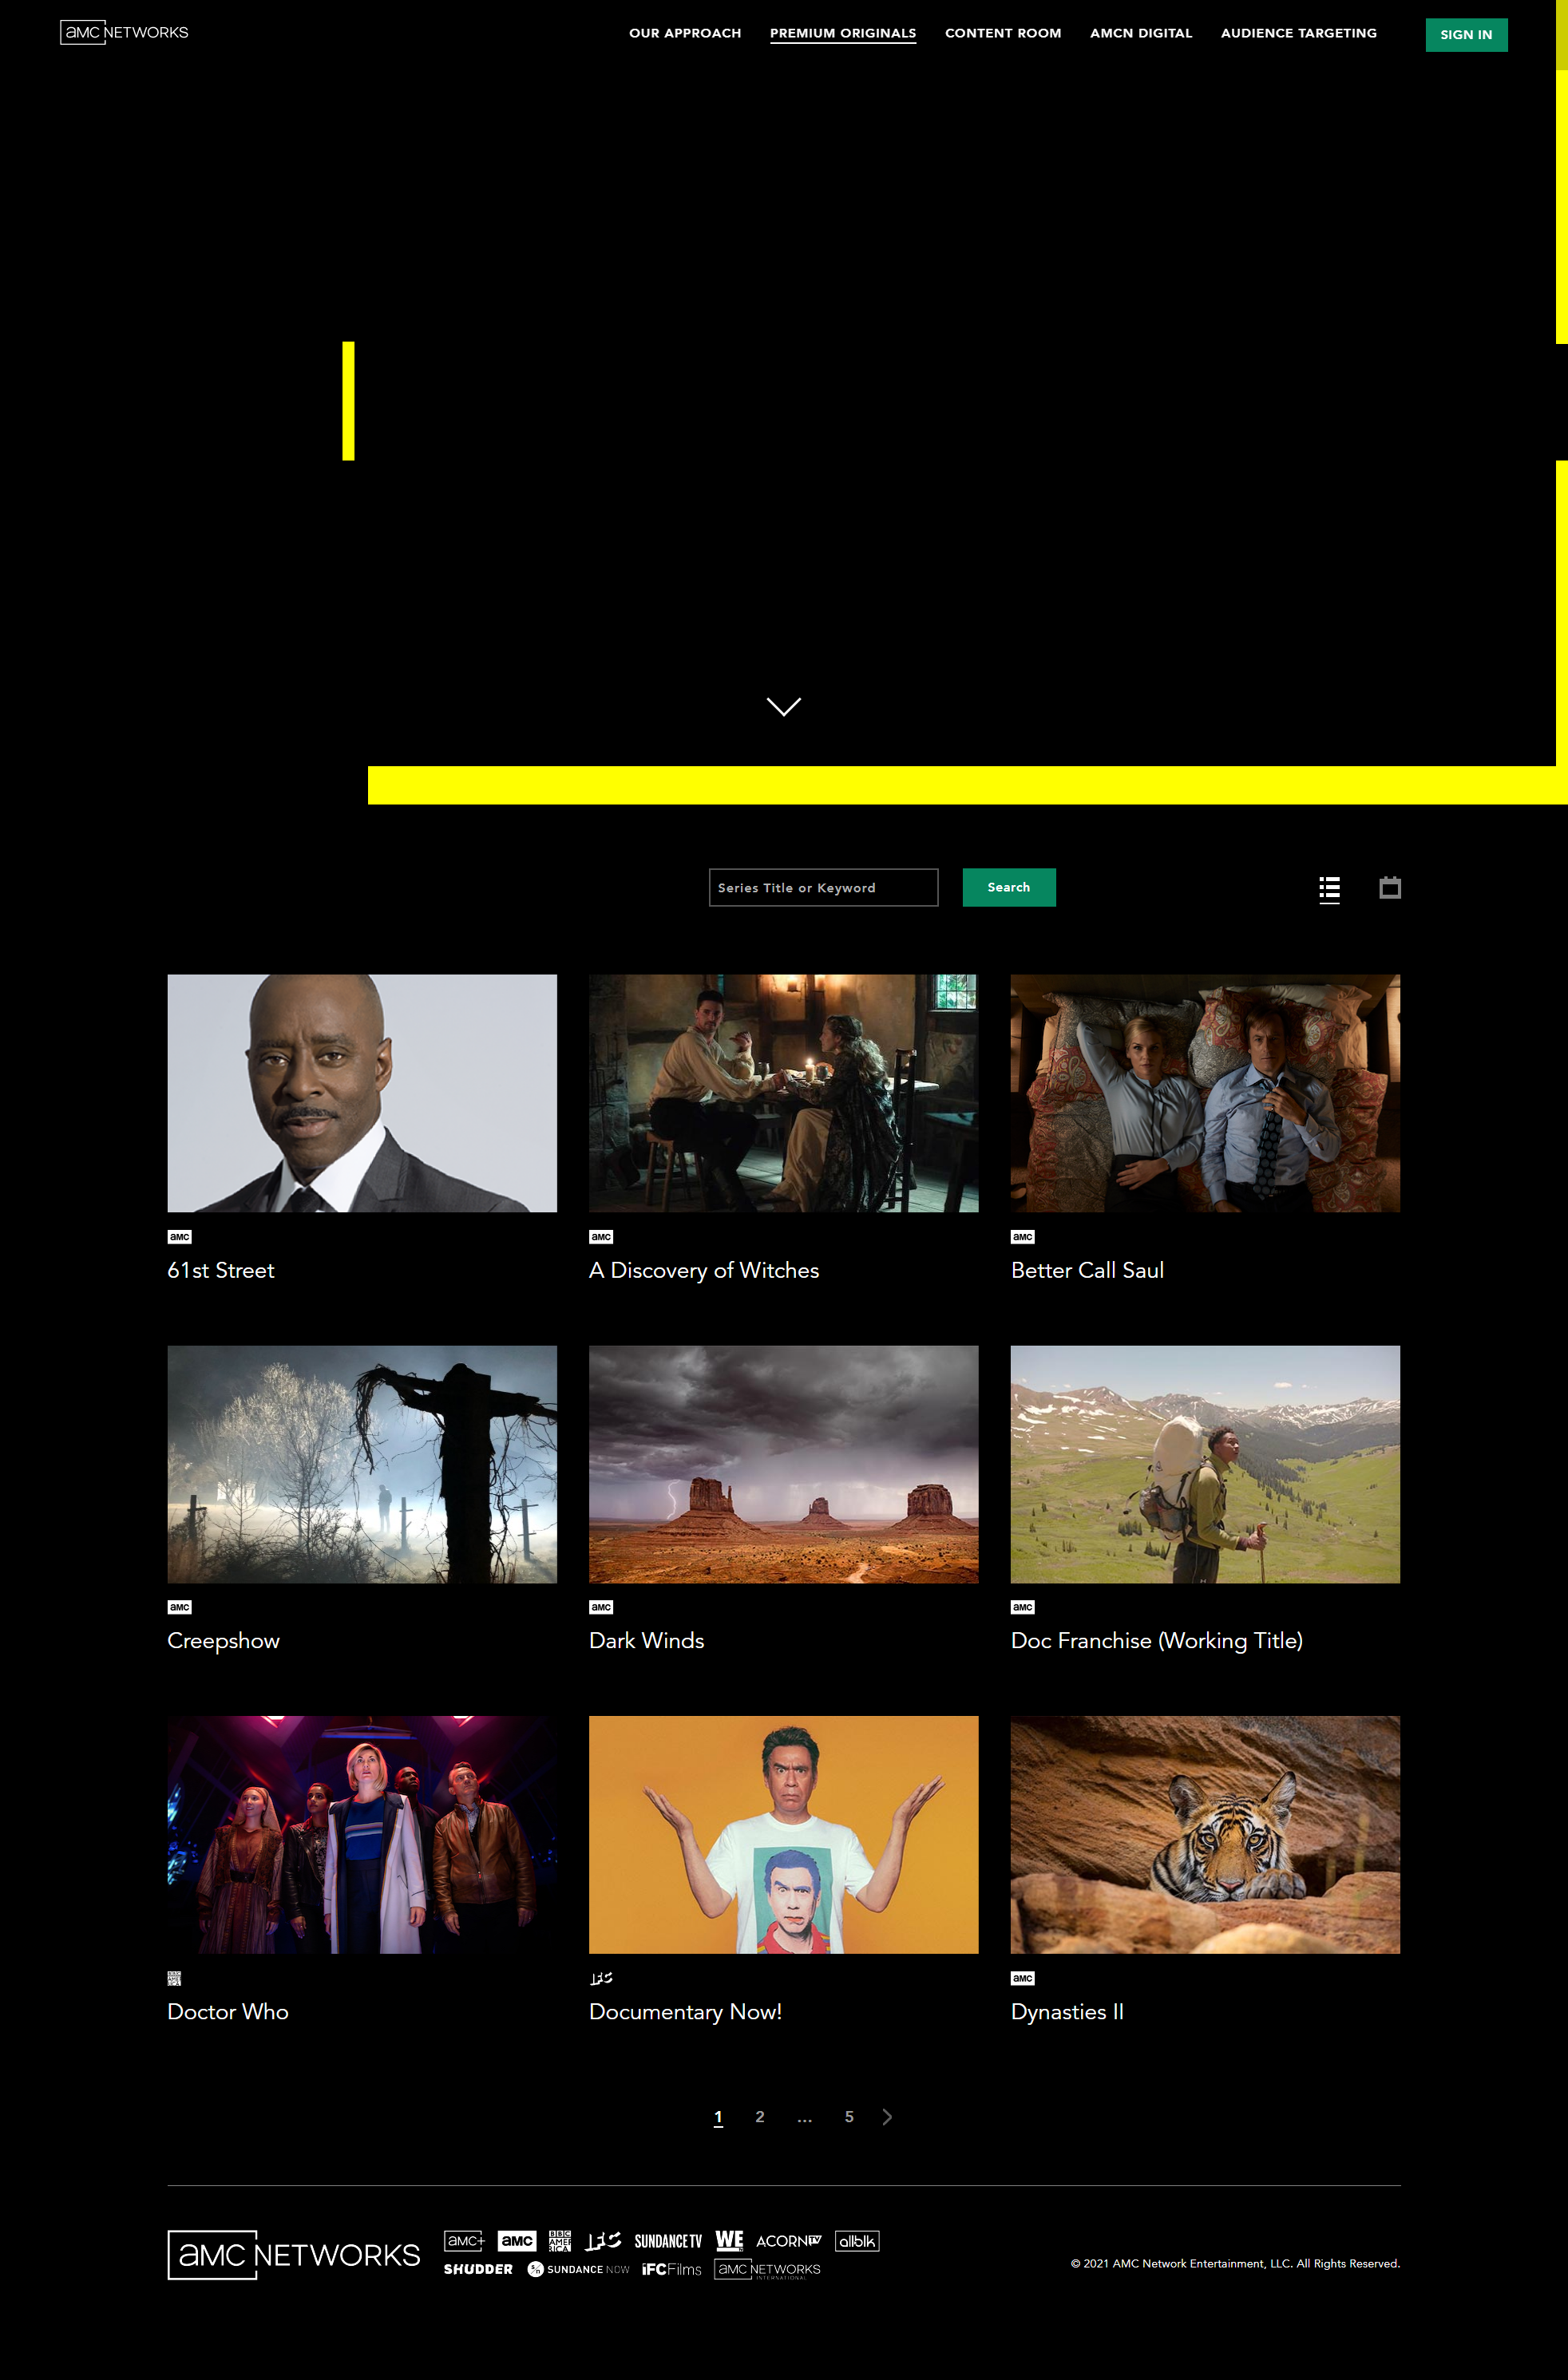 aMC NETWORKS
OUR APPROACH PREMIUM ORIGINALS CONTENT ROOM AMCN DIGITAL AUDIENCE TARGETING SIGN IN
Series Title or Keyword Search
aMC aMC aMC
61st Street A Discovery of Witches Better Call Saul
aMC aMC aMC
Creepshow Dark Winds Doc Franchise (Working Title)
BBC AMERICA IFC aMC
Doctor Who Documentary Now! Dynasties II
1 2 ... 5
aMC NETWORKS
aMC+ aMC BBC AMERICA IFC SUNDANCE TV WE tv ACORN TV allblk
SHUDDER s/n SUNDANCE NOW IFC Films aMC NETWORKS INTERNATIONAL
© 2021 AMC Network Entertainment, LLC. All Rights Reserved.